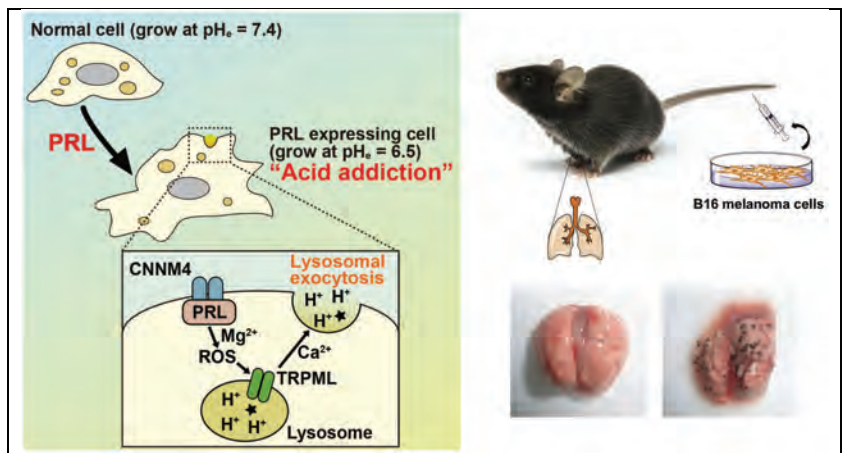 Normal cell (grow at pHe = 7.4)
PRL
PRL expressing cell
(grow at pHe = 6.5)
“Acid addiction”
CNNM4
Lysosomal
exocytosis
H⁺ H⁺
H⁺
PRL
Mg²⁺
ROS
Ca²⁺
TRPML
H⁺
H⁺ H⁺
H⁺
Lysosome
B16 melanoma cells